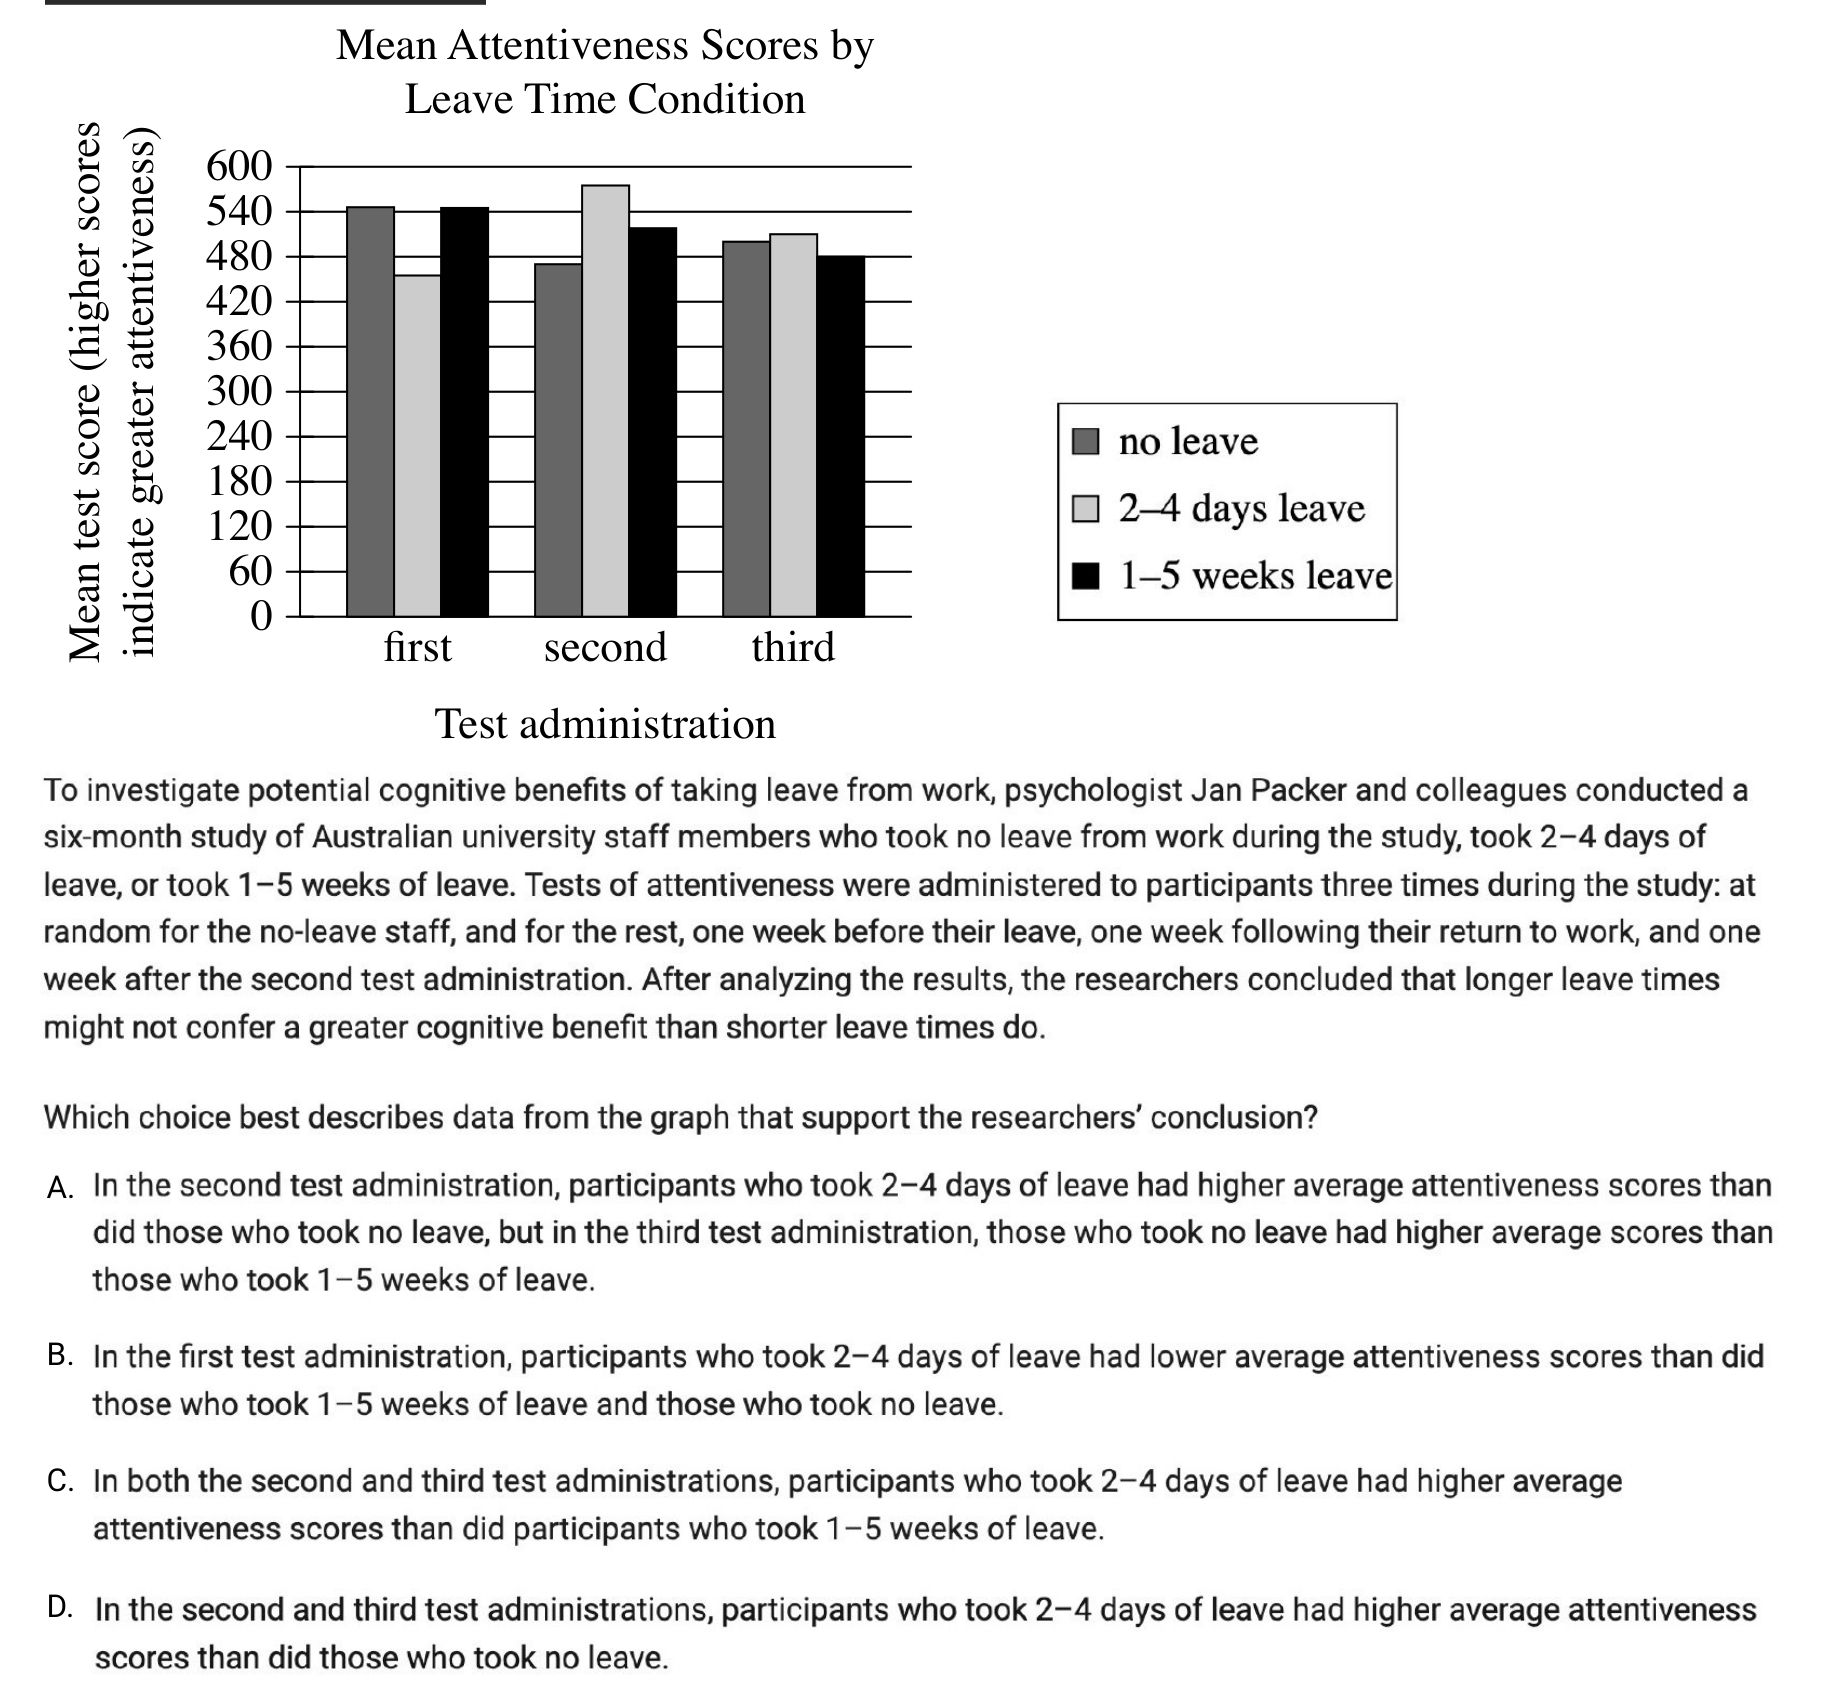 Mean Attentiveness Scores by
Leave Time Condition
Mean test score (higher scores
indicate greater attentiveness)
600
540
480
420
360
300
240
180
120
60
0
first second third
Test administration
no leave
2–4 days leave
1–5 weeks leave
To investigate potential cognitive benefits of taking leave from work, psychologist Jan Packer and colleagues conducted a
six-month study of Australian university staff members who took no leave from work during the study, took 2–4 days of
leave, or took 1–5 weeks of leave. Tests of attentiveness were administered to participants three times during the study: at
random for the no-leave staff, and for the rest, one week before their leave, one week following their return to work, and one
week after the second test administration. After analyzing the results, the researchers concluded that longer leave times
might not confer a greater cognitive benefit than shorter leave times do.
Which choice best describes data from the graph that support the researchers’ conclusion?
A. In the second test administration, participants who took 2–4 days of leave had higher average attentiveness scores than
did those who took no leave, but in the third test administration, those who took no leave had higher average scores than
those who took 1–5 weeks of leave.
B. In the first test administration, participants who took 2–4 days of leave had lower average attentiveness scores than did
those who took 1–5 weeks of leave and those who took no leave.
C. In both the second and third test administrations, participants who took 2–4 days of leave had higher average
attentiveness scores than did participants who took 1–5 weeks of leave.
D. In the second and third test administrations, participants who took 2–4 days of leave had higher average attentiveness
scores than did those who took no leave.